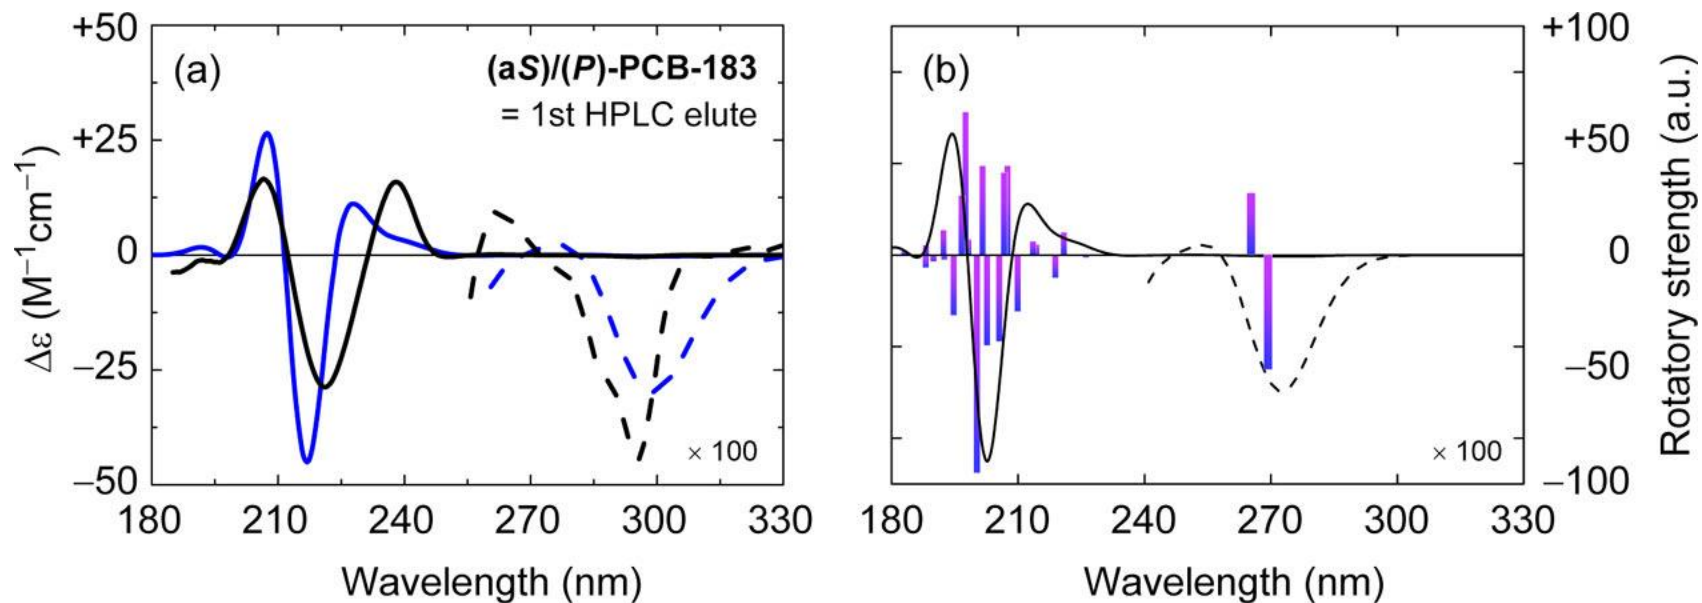 +50
+25
0
−25
−50
Δε (M⁻¹cm⁻¹)
(a)
(aS)/(P)-PCB-183
= 1st HPLC elute
× 100
180 210 240 270 300 330
Wavelength (nm)
(b)
+100
+50
0
−50
−100
Rotatory strength (a.u.)
× 100
180 210 240 270 300 330
Wavelength (nm)